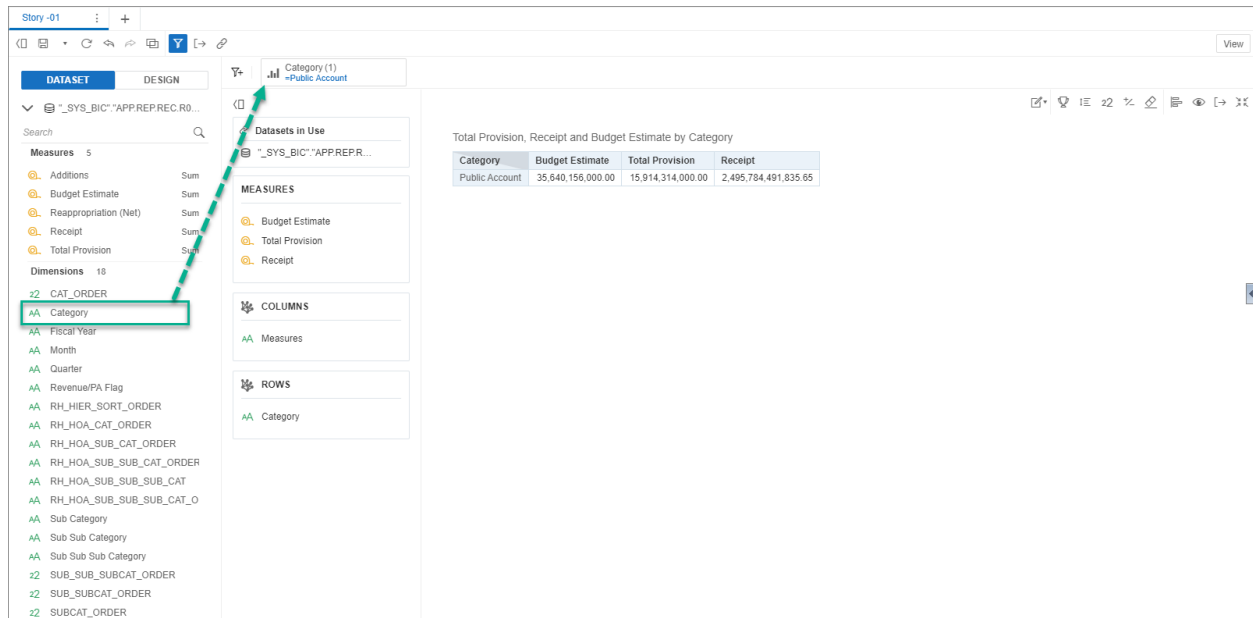 Story -01
View
DATASET DESIGN
"_SYS_BIC"."APP.REP.REC.R0...
Search
Measures 5
Additions Sum
Budget Estimate Sum
Reappropriation (Net) Sum
Receipt Sum
Total Provision Sum
Dimensions 18
CAT_ORDER
Category
Fiscal Year
Month
Quarter
Revenue/PA Flag
RH_HIER_SORT_ORDER
RH_HOA_CAT_ORDER
RH_HOA_SUB_CAT_ORDER
RH_HOA_SUB_SUB_CAT_ORDER
RH_HOA_SUB_SUB_SUB_CAT
RH_HOA_SUB_SUB_SUB_CAT_O
Sub Category
Sub Sub Category
Sub Sub Sub Category
SUB_SUB_SUBCAT_ORDER
SUB_SUBCAT_ORDER
SUBCAT_ORDER
Category (1)
=Public Account
Datasets in Use
"_SYS_BIC"."APP.REP.R...
MEASURES
Budget Estimate
Total Provision
Receipt
COLUMNS
Measures
ROWS
Category
Total Provision, Receipt and Budget Estimate by Category
Category Budget Estimate Total Provision Receipt
Public Account 35,640,156,000.00 15,914,314,000.00 2,495,784,491,835.65